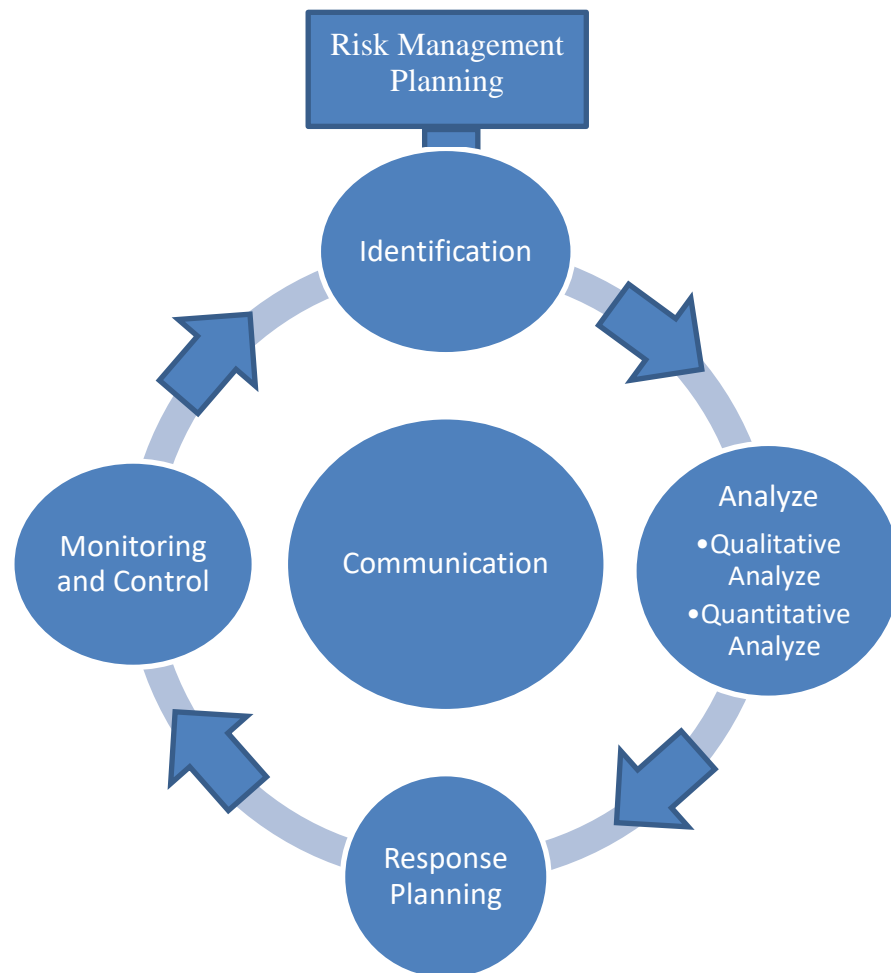 Risk Management
Planning
Identification
Analyze
•Qualitative
Analyze
•Quantitative
Analyze
Monitoring
and Control
Communication
Response
Planning